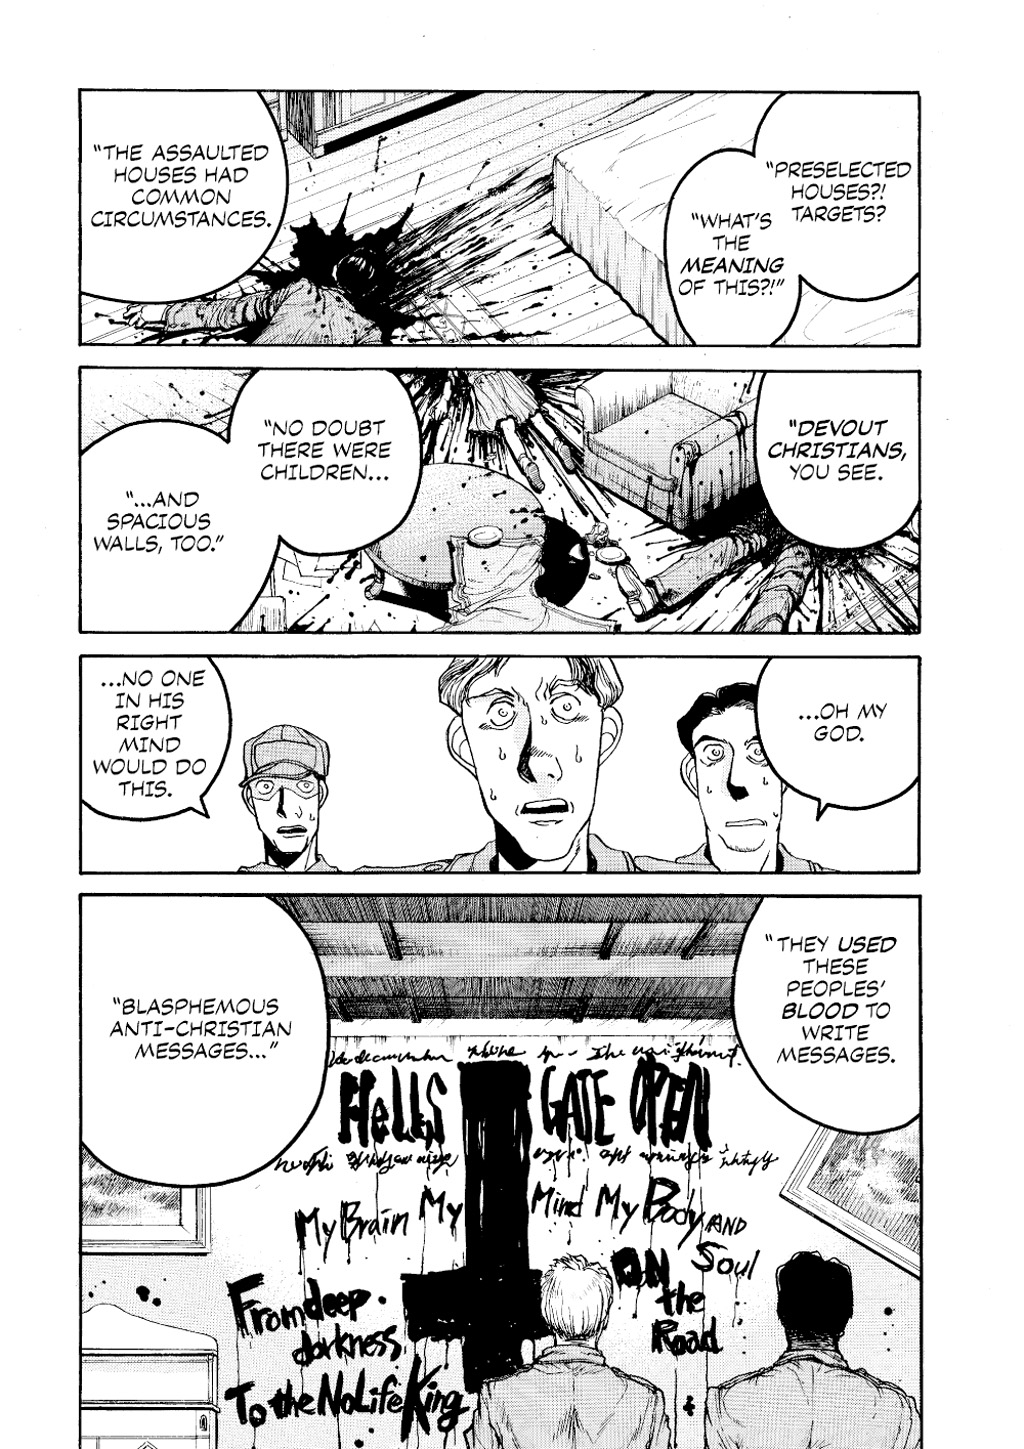 "PRESELECTED
HOUSES?!
TARGETS?
"WHAT'S
THE
MEANING
OF THIS?!"
"THE ASSAULTED
HOUSES HAD
COMMON
CIRCUMSTANCES.
"DEVOUT
CHRISTIANS,
YOU SEE.
"NO DOUBT
THERE WERE
CHILDREN...
"...AND
SPACIOUS
WALLS, TOO."
...OH MY
GOD.
...NO ONE
IN HIS
RIGHT
MIND
WOULD DO
THIS.
"THEY USED
THESE
PEOPLES'
BLOOD TO
WRITE
MESSAGES.
"BLASPHEMOUS
ANTI-CHRISTIAN
MESSAGES..."
HeLLS GATE OPEN
My Brain My Mind My Body AND
Soul
ON
the
Road
From deep
darkness
To the NoLifeKing